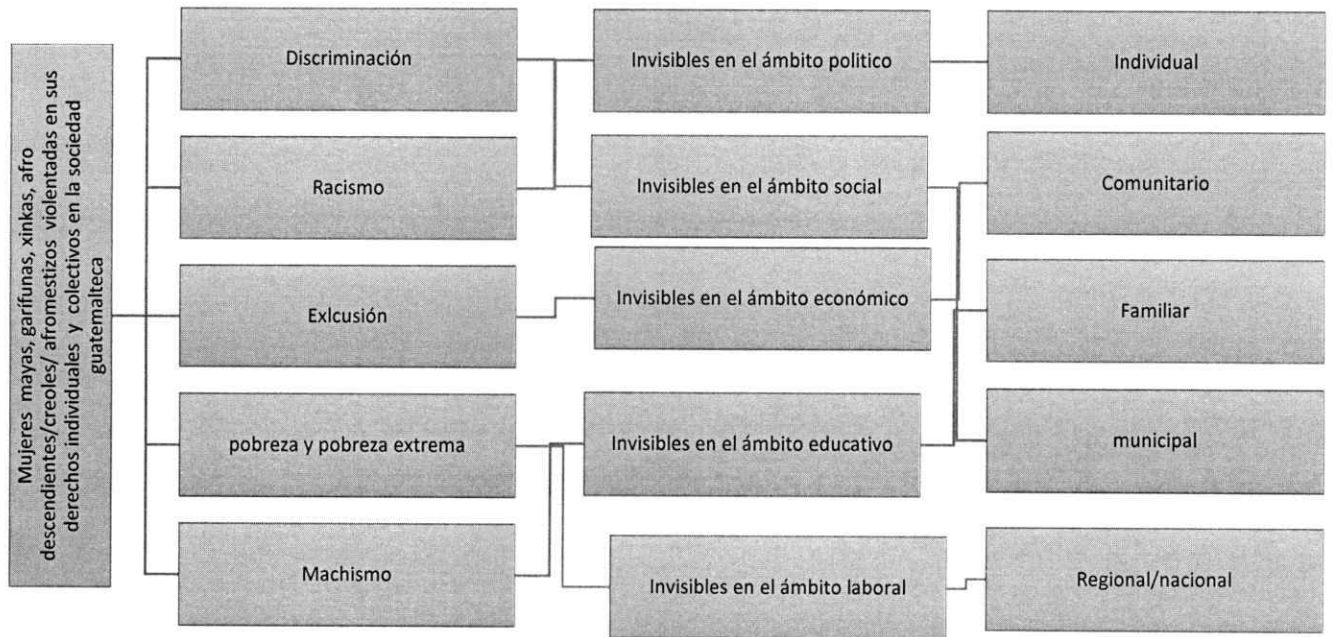 Mujeres mayas, garífunas, xinkas, afro
descendientes/creoles/ afromestizos violentadas en sus
derechos individuales y colectivos en la sociedad
guatemalteca
Discriminación
Racismo
Exlcusión
pobreza y pobreza extrema
Machismo
Invisibles en el ámbito politico
Invisibles en el ámbito social
Invisibles en el ámbito económico
Invisibles en el ámbito educativo
Invisibles en el ámbito laboral
Individual
Comunitario
Familiar
municipal
Regional/nacional